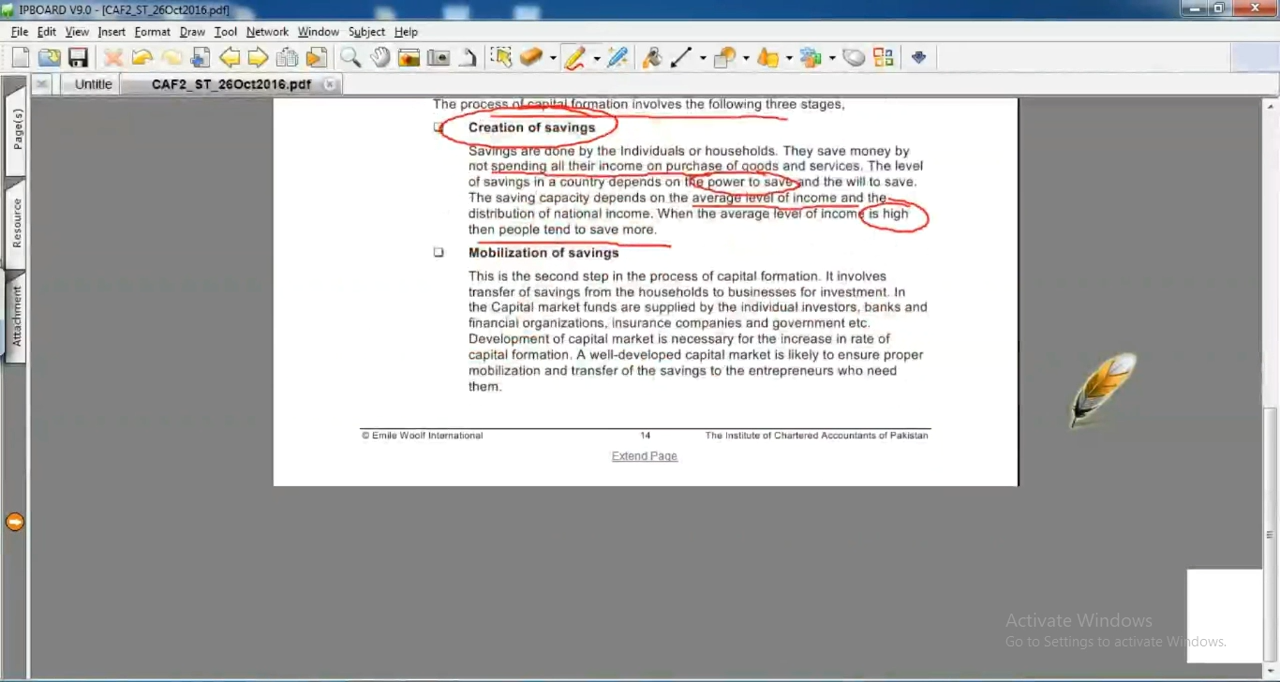 IPBOARD V9.0 - [CAF2_ST_26Oct2016.pdf]
File Edit View Insert Format Draw Tool Network Window Subject Help
Untitle CAF2_ST_26Oct2016.pdf
Page(s)
Resource
Attachment
The process of capital formation involves the following three stages,
Creation of savings
Savings are done by the Individuals or households. They save money by
not spending all their income on purchase of goods and services. The level
of savings in a country depends on the power to save and the will to save.
The saving capacity depends on the average level of income and the
distribution of national income. When the average level of income is high
then people tend to save more.
Mobilization of savings
This is the second step in the process of capital formation. It involves
transfer of savings from the households to businesses for investment. In
the Capital market funds are supplied by the individual investors, banks and
financial organizations, insurance companies and government etc.
Development of capital market is necessary for the increase in rate of
capital formation. A well-developed capital market is likely to ensure proper
mobilization and transfer of the savings to the entrepreneurs who need
them.
© Emile Woolf International 14 The Institute of Chartered Accountants of Pakistan
Extend Page
Activate Windows
Go to Settings to activate Windows.